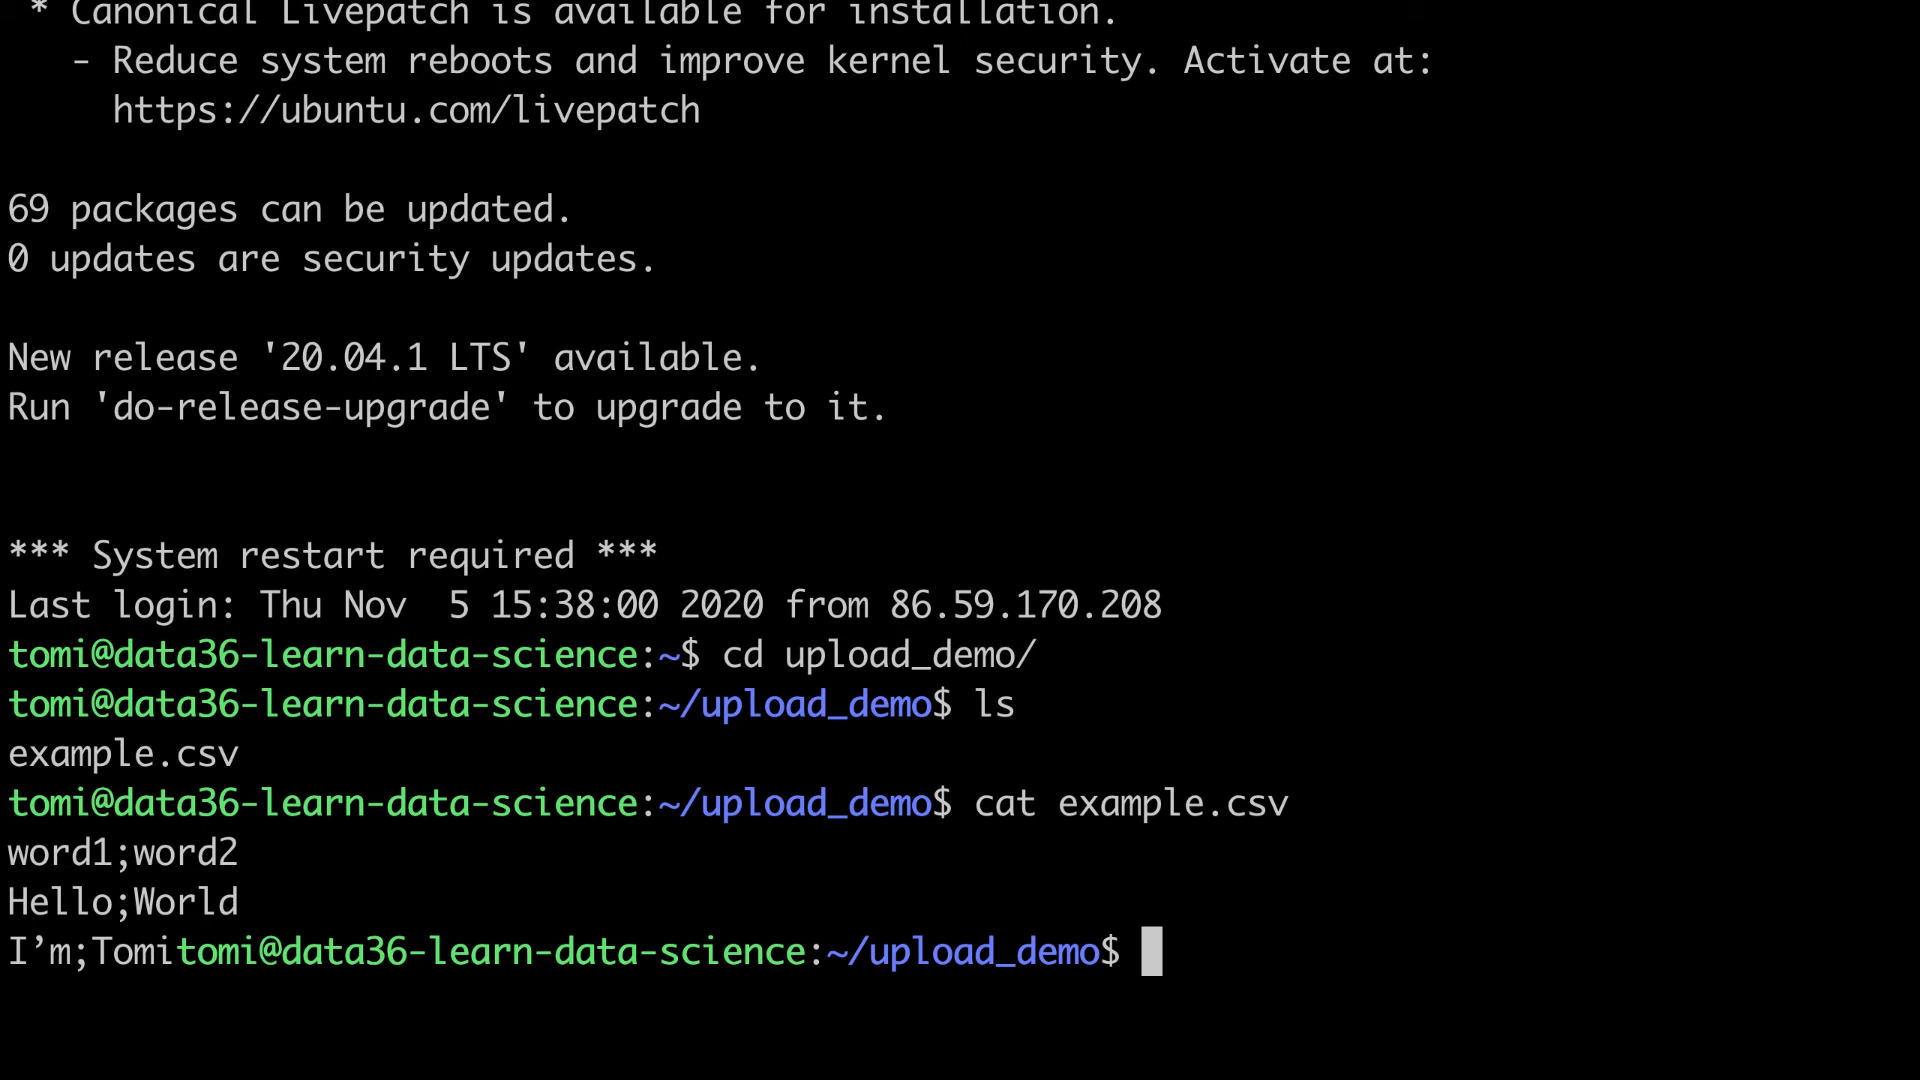 * Canonical Livepatch is available for installation.
- Reduce system reboots and improve kernel security. Activate at:
https://ubuntu.com/livepatch
69 packages can be updated.
0 updates are security updates.
New release '20.04.1 LTS' available.
Run 'do-release-upgrade' to upgrade to it.
*** System restart required ***
Last login: Thu Nov  5 15:38:00 2020 from 86.59.170.208
tomi@data36-learn-data-science:~$ cd upload_demo/
tomi@data36-learn-data-science:~/upload_demo$ ls
example.csv
tomi@data36-learn-data-science:~/upload_demo$ cat example.csv
word1;word2
Hello;World
I’m;Tomitomi@data36-learn-data-science:~/upload_demo$